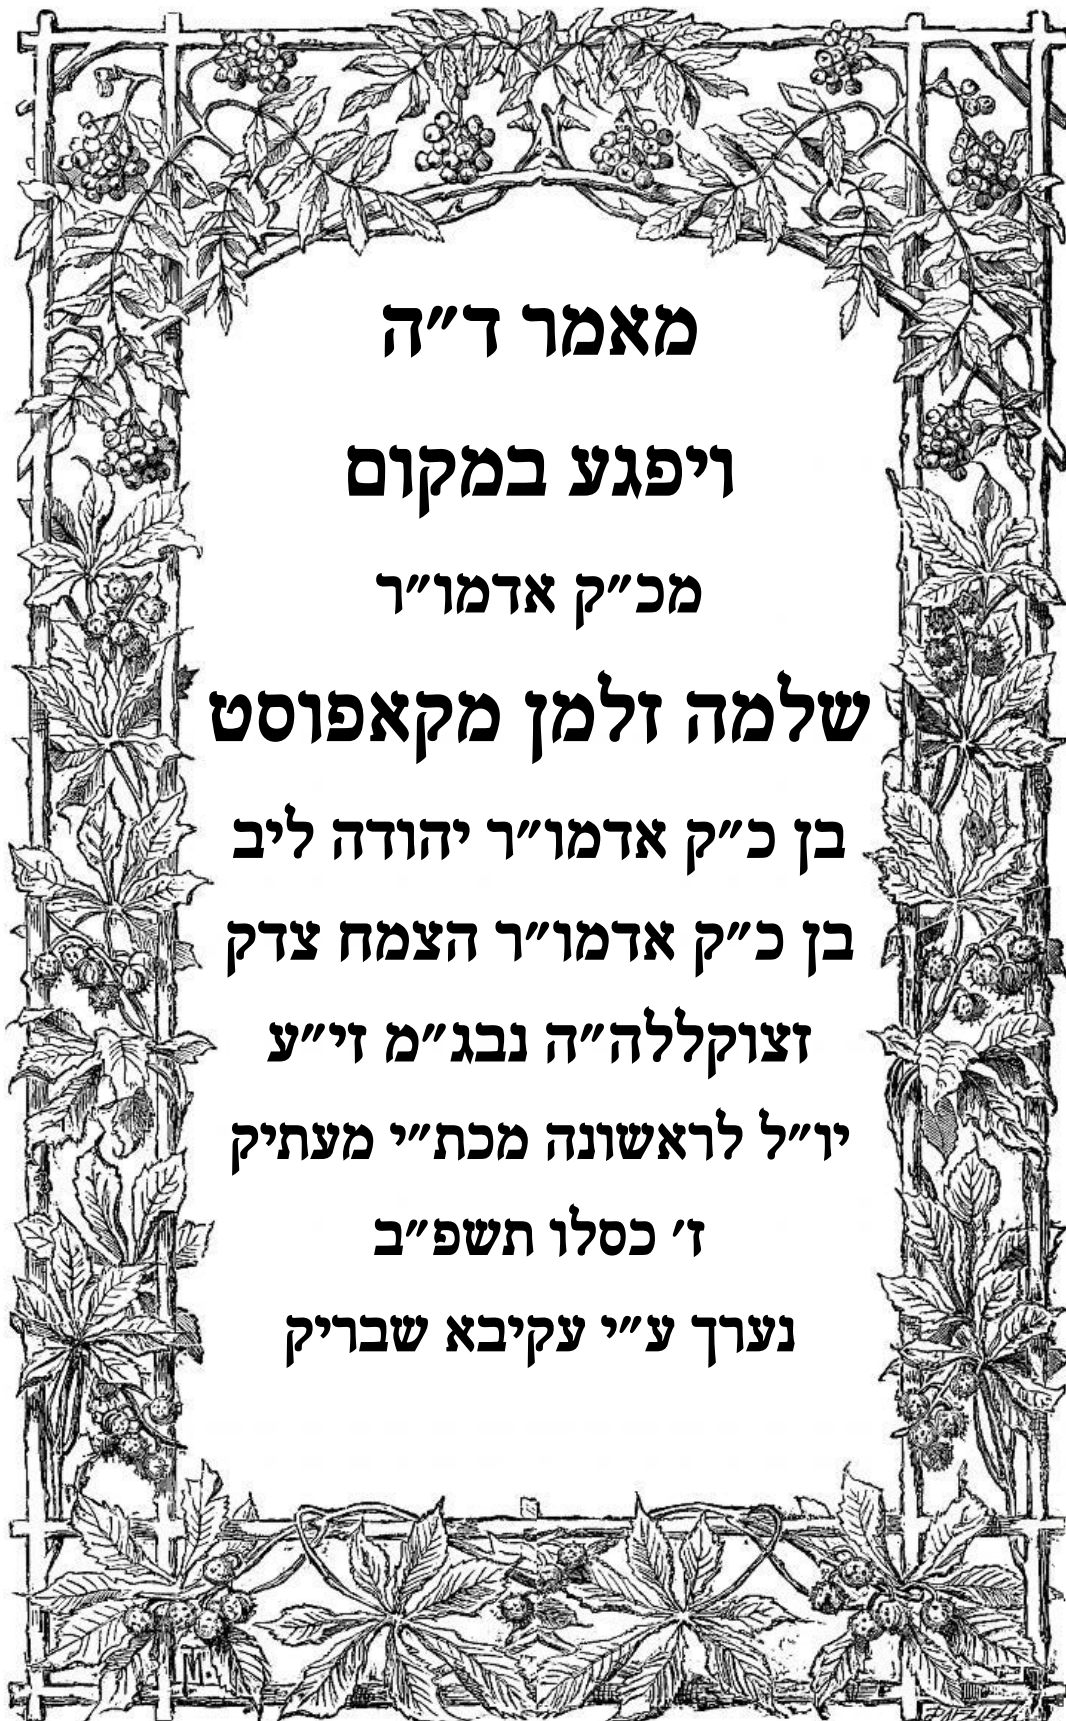 מאמר ד״ה
ויפגע במקום
מכ״ק אדמו״ר
שלמה זלמן מקאפוסט
בן כ״ק אדמו״ר יהודה ליב
בן כ״ק אדמו״ר הצמח צדק
זצוקללה״ה נבג״מ זי״ע
יו״ל לראשונה מכת״י מעתיק
ז׳ כסלו תשפ״ב
נערך ע״י עקיבא שבריק
M.